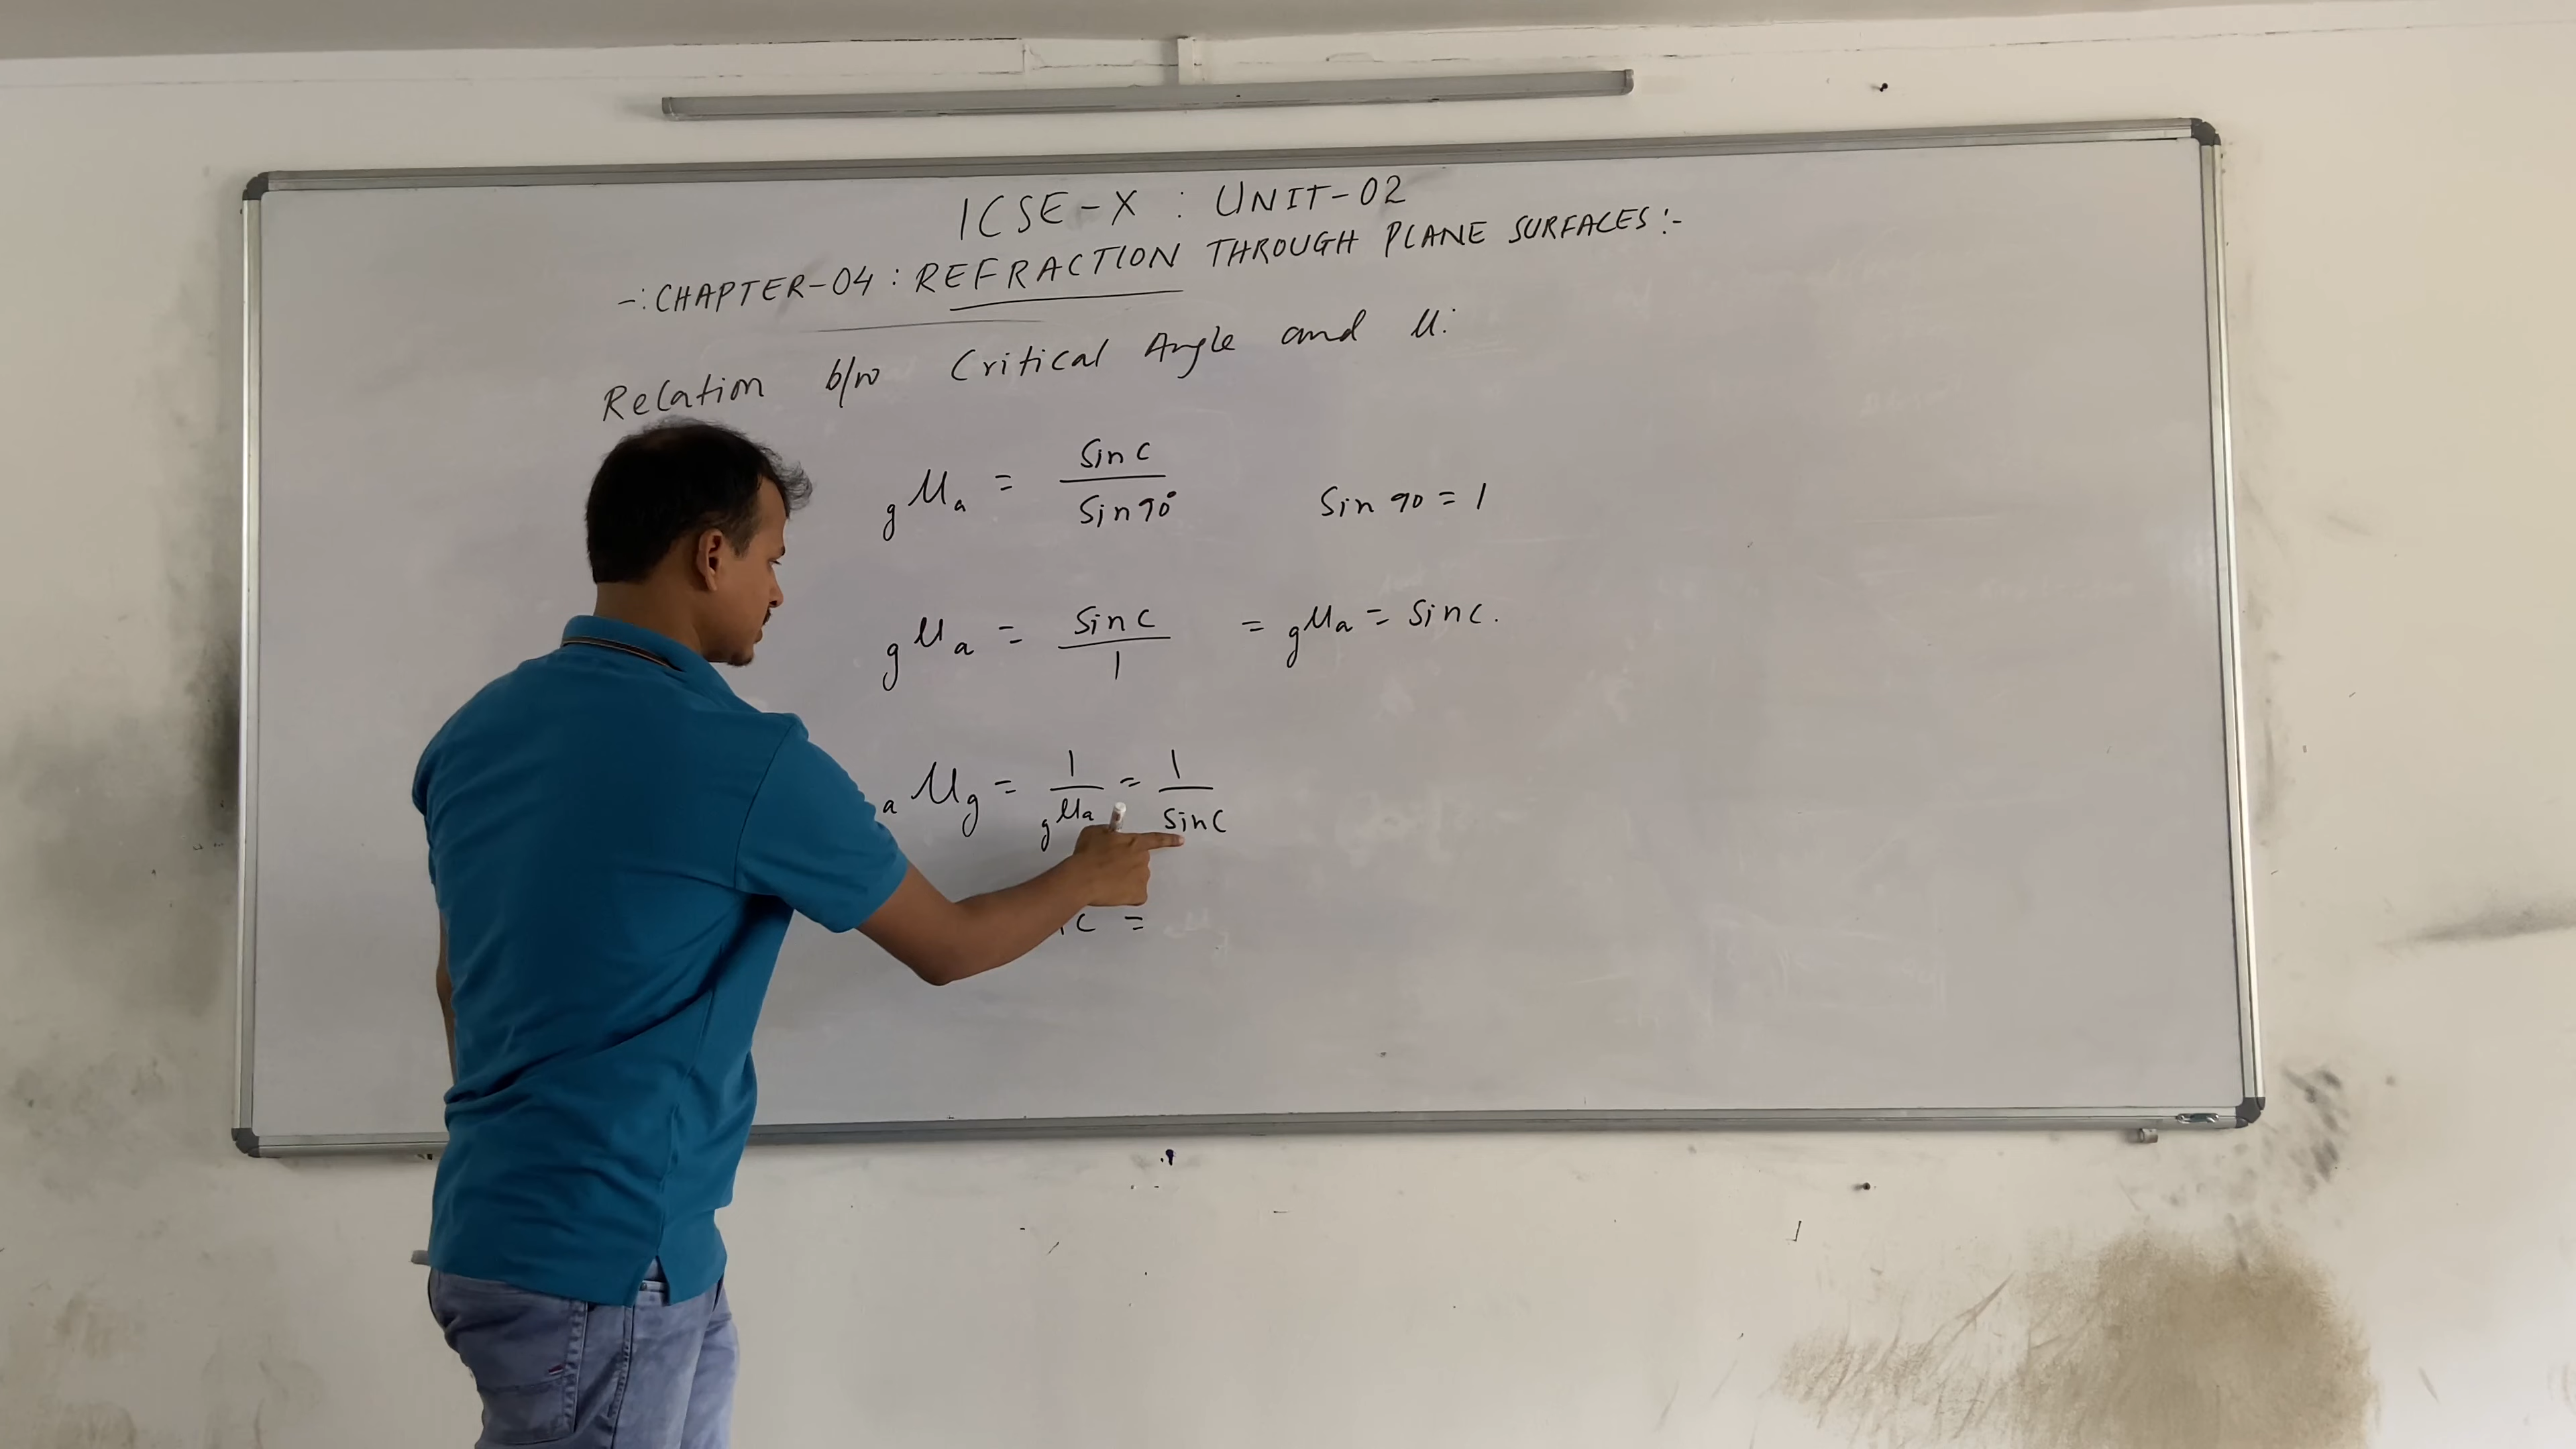 ICSE-X : UNIT-02
-:CHAPTER-04: REFRACTION THROUGH PLANE SURFACES:-
Relation b/w Critical Angle and μ:
gμa = Sin C / Sin 90° Sin 90 = 1
gμa = Sin C / 1 = gμa = Sin C.
aμg = 1 / gμa = 1 / Sin C
C =